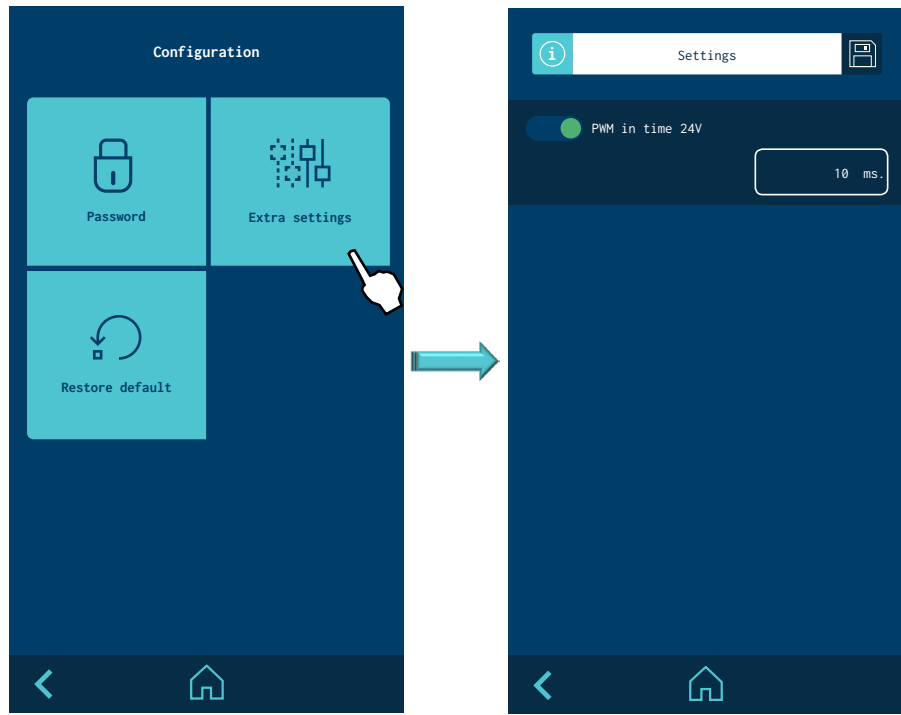 Configuration
Password
Extra settings
Restore default
i
Settings
PWM in time 24V
10 ms.